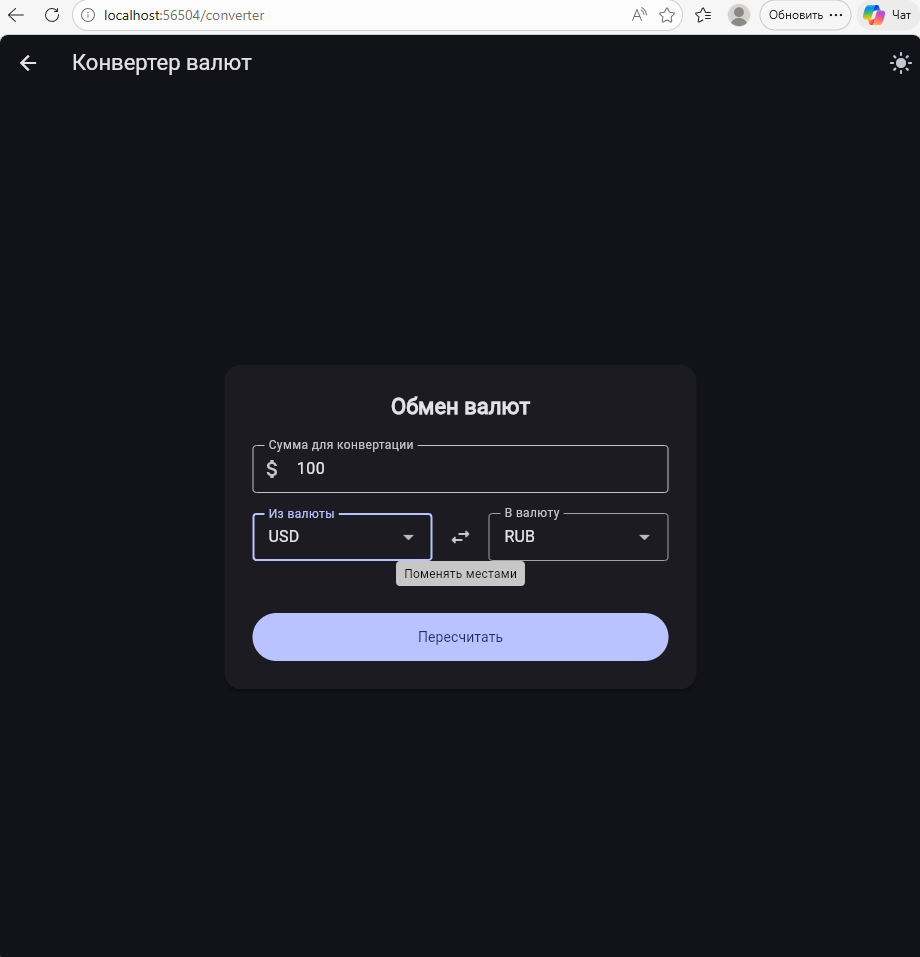 localhost:56504/converter
Обновить
Чат
Конвертер валют
Обмен валют
Сумма для конвертации
$ 100
Из валюты
В валюту
USD
RUB
Поменять местами
Пересчитать